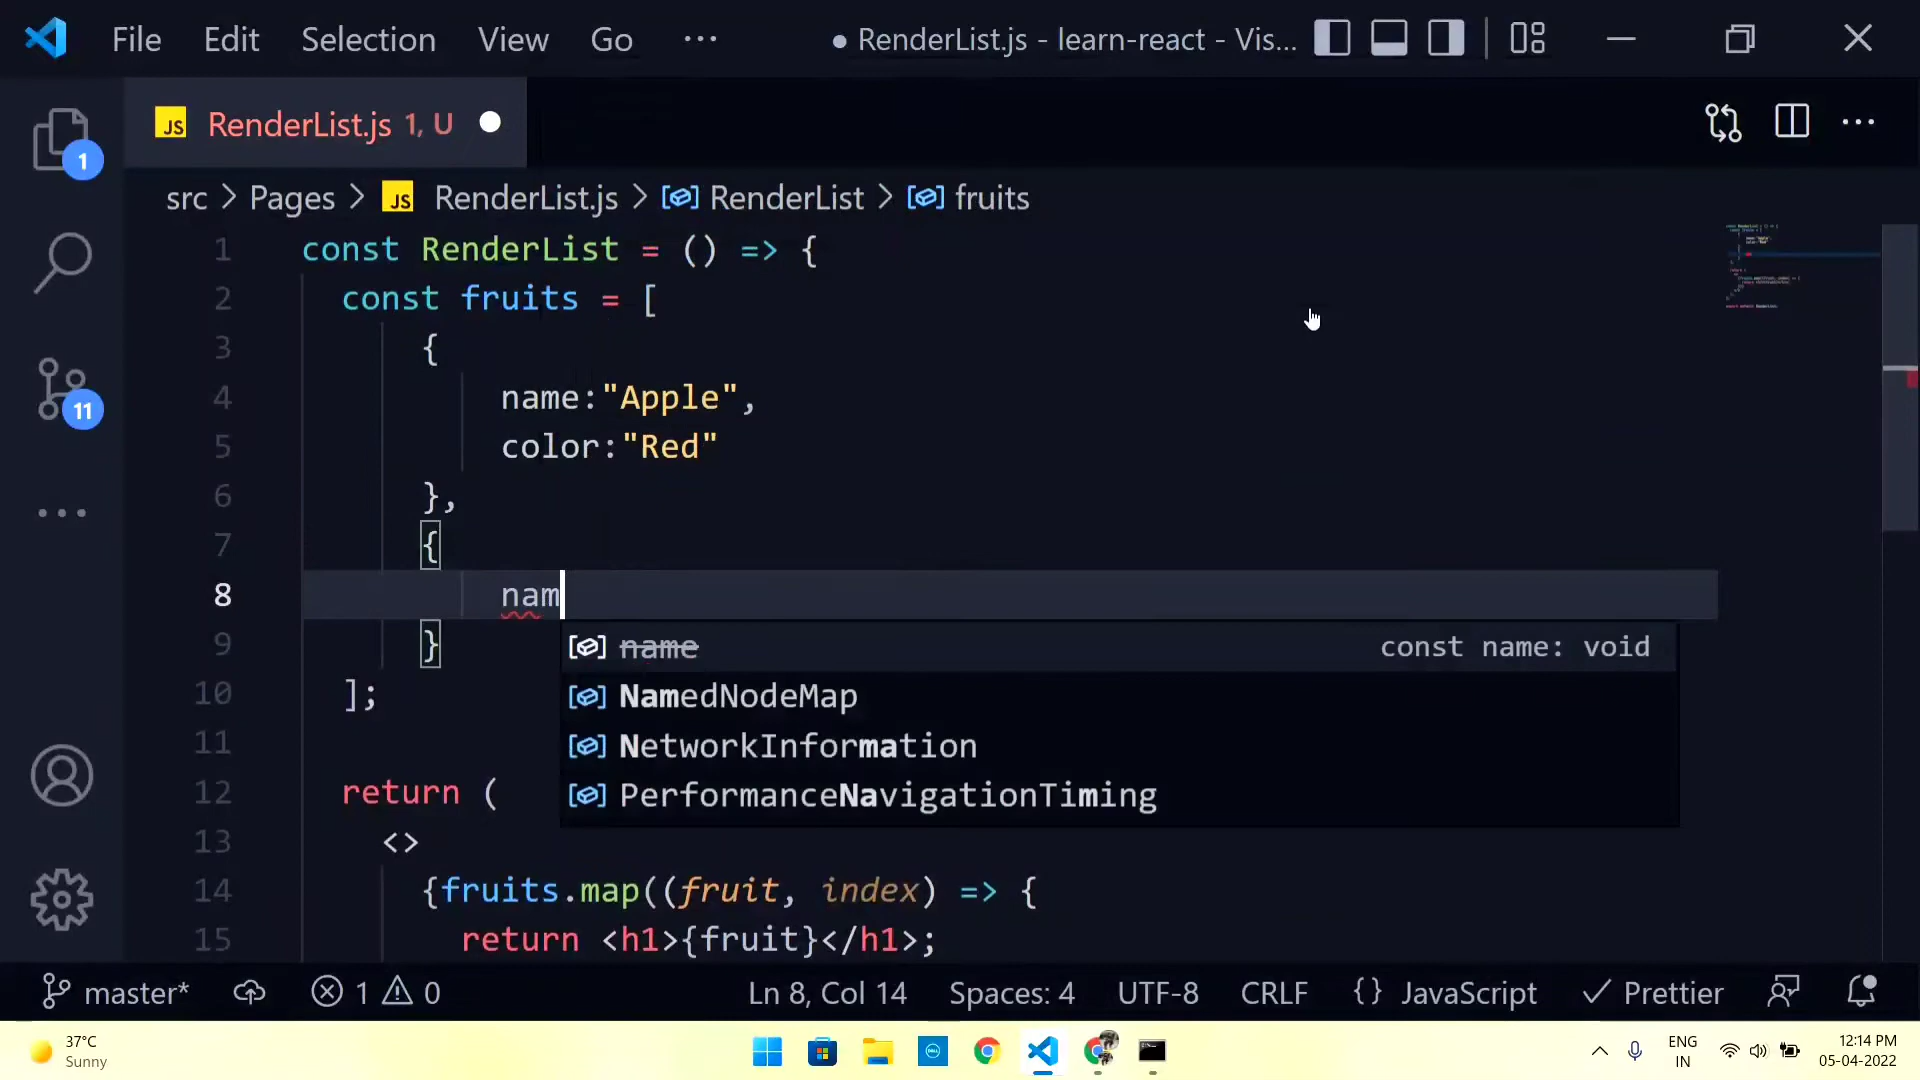 File Edit Selection View Go ··· ● RenderList.js - learn-react - Vis...
JS RenderList.js 1, U
1
src > Pages > JS RenderList.js > RenderList > fruits
1 const RenderList = () => {
2 const fruits = [
3 {
4 name:"Apple",
5 color:"Red"
11
6 },
7 {
8 nam
9 }
name const name: void
NamedNodeMap
10 ];
11
NetworkInformation
12 return (
PerformanceNavigationTiming
13 <>
14 {fruits.map((fruit, index) => {
15 return <h1>{fruit}</h1>;
master* 1 0 Ln 8, Col 14 Spaces: 4 UTF-8 CRLF {} JavaScript Prettier
37°C
Sunny
DELL
ENG
IN
12:14 PM
05-04-2022